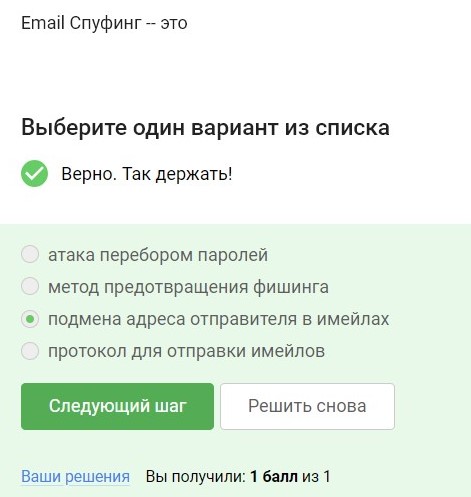 Email Спуфинг -- это
Выберите один вариант из списка
Верно. Так держать!
атака перебором паролей
метод предотвращения фишинга
подмена адреса отправителя в имейлах
протокол для отправки имейлов
Следующий шаг
Решить снова
Ваши решения Вы получили: 1 балл из 1